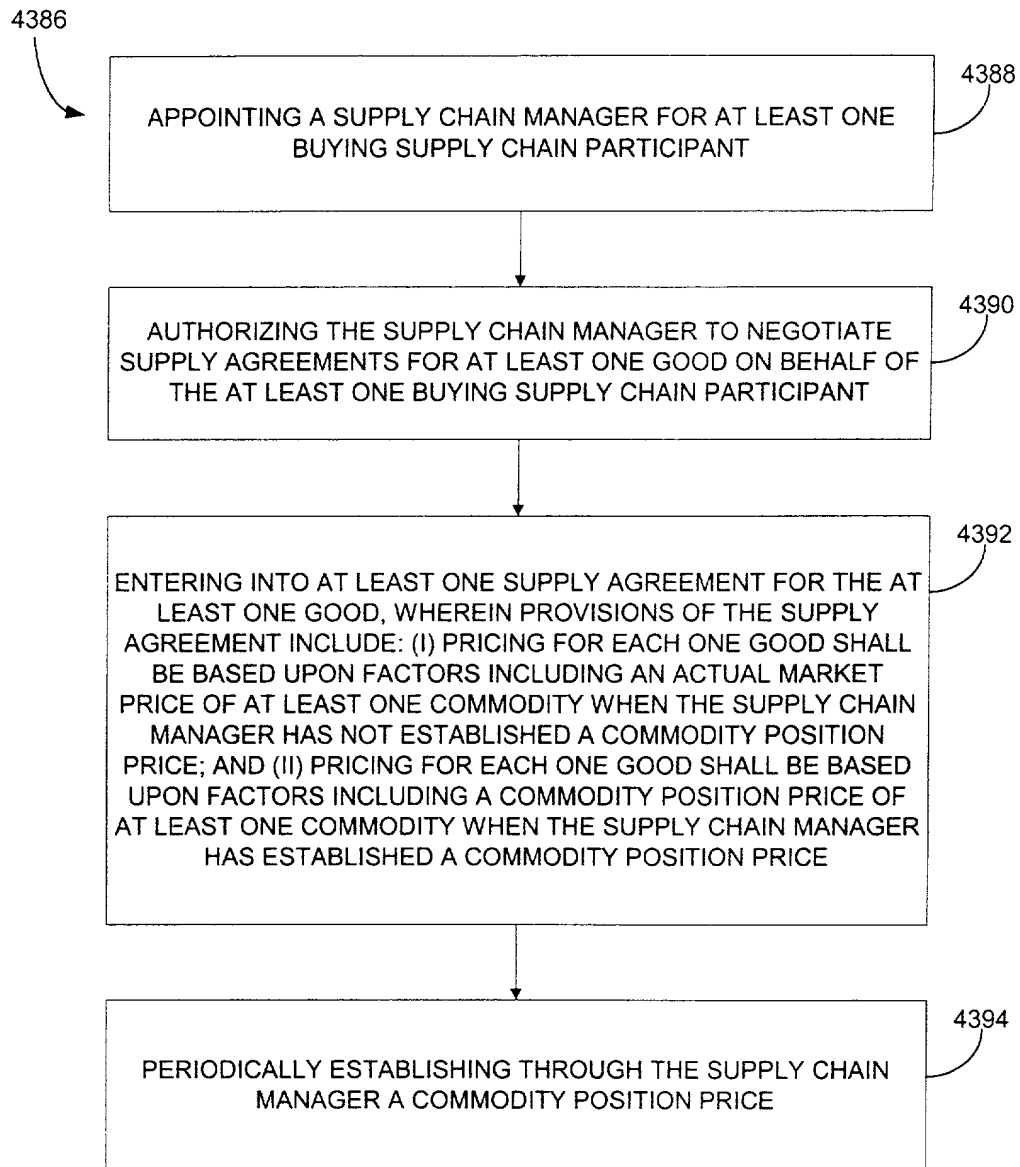 4386
4388
APPOINTING A SUPPLY CHAIN MANAGER FOR AT LEAST ONE
BUYING SUPPLY CHAIN PARTICIPANT
4390
AUTHORIZING THE SUPPLY CHAIN MANAGER TO NEGOTIATE
SUPPLY AGREEMENTS FOR AT LEAST ONE GOOD ON BEHALF OF
THE AT LEAST ONE BUYING SUPPLY CHAIN PARTICIPANT
4392
ENTERING INTO AT LEAST ONE SUPPLY AGREEMENT FOR THE AT
LEAST ONE GOOD, WHEREIN PROVISIONS OF THE SUPPLY
AGREEMENT INCLUDE: (I) PRICING FOR EACH ONE GOOD SHALL
BE BASED UPON FACTORS INCLUDING AN ACTUAL MARKET
PRICE OF AT LEAST ONE COMMODITY WHEN THE SUPPLY CHAIN
MANAGER HAS NOT ESTABLISHED A COMMODITY POSITION
PRICE; AND (II) PRICING FOR EACH ONE GOOD SHALL BE BASED
UPON FACTORS INCLUDING A COMMODITY POSITION PRICE OF
AT LEAST ONE COMMODITY WHEN THE SUPPLY CHAIN MANAGER
HAS ESTABLISHED A COMMODITY POSITION PRICE
4394
PERIODICALLY ESTABLISHING THROUGH THE SUPPLY CHAIN
MANAGER A COMMODITY POSITION PRICE